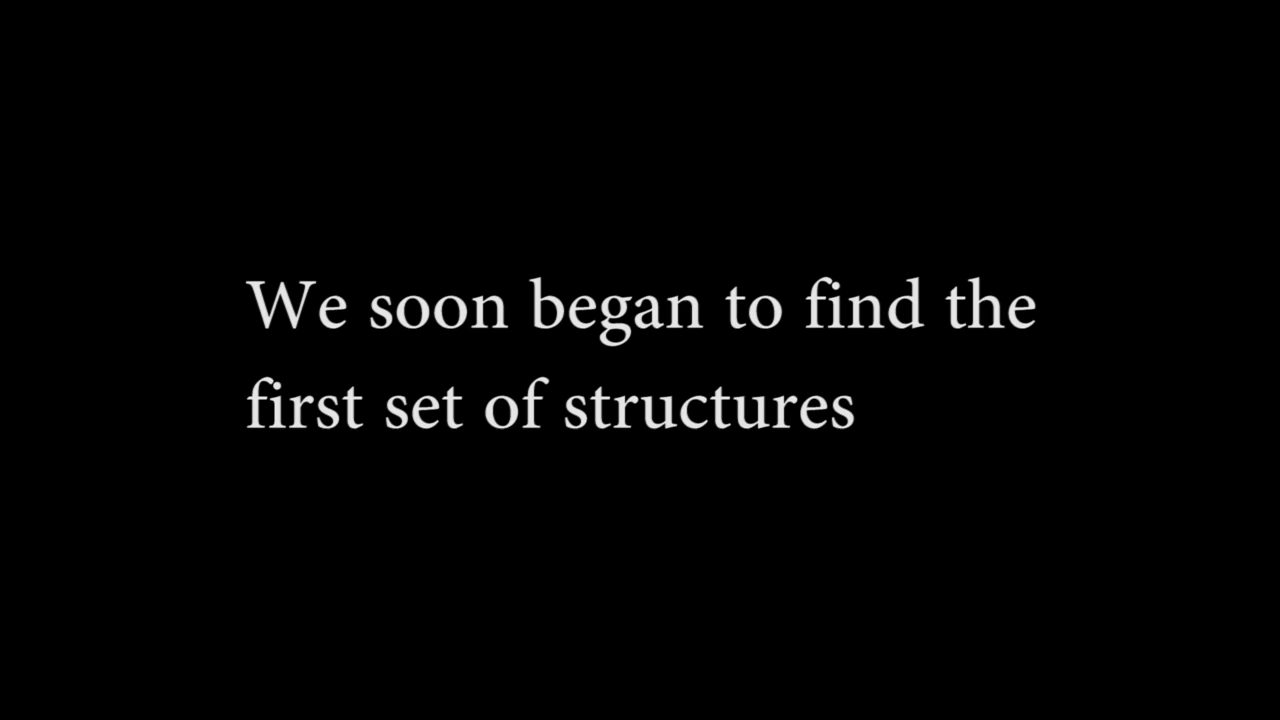 We soon began to find the
first set of structures